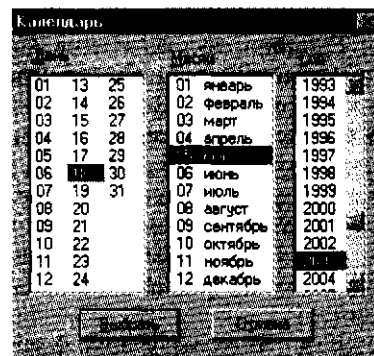 Календарь
01 13 25 01 январь 1993
02 14 26 02 февраль 1994
03 15 27 03 март 1995
04 16 28 04 апрель 1996
05 17 29 1997
06 18 30 06 июнь 1998
07 19 31 07 июль 1999
08 20 08 август 2000
09 21 09 сентябрь 2001
10 22 10 октябрь 2002
11 23 11 ноябрь
12 24 12 декабрь 2004